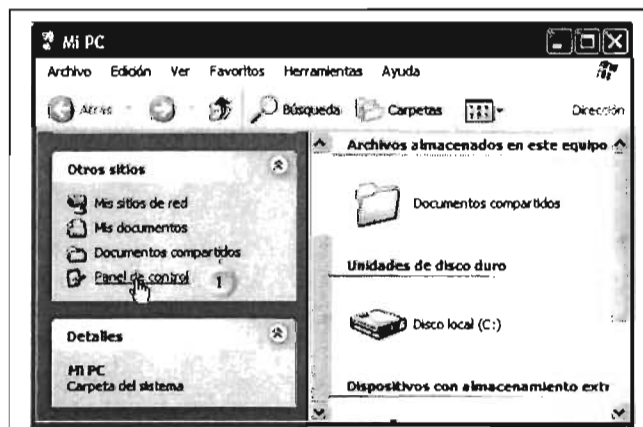 Mi PC
Archivo Edición Ver Favoritos Herramientas Ayuda
Atrás Búsqueda Carpetas Dirección
Otros sitios
Mis sitios de red
Mis documentos
Documentos compartidos
Panel de control 1
Detalles
Mi PC
Carpeta del sistema
Archivos almacenados en este equipo
Documentos compartidos
Unidades de disco duro
Disco local (C:)
Dispositivos con almacenamiento extr